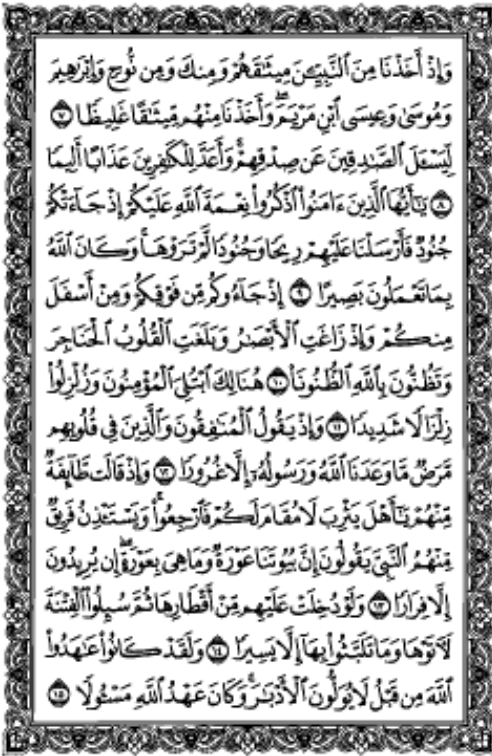 وَإِذْ أَخَذْنَا مِنَ ٱلنَّبِيِّـۧنَ مِيثَٰقَهُمْ وَمِنكَ وَمِن نُّوحٍ وَإِبْرَٰهِيمَ
وَمُوسَىٰ وَعِيسَى ٱبْنِ مَرْيَمَۖ وَأَخَذْنَا مِنْهُم مِّيثَٰقًا غَلِيظًا ٧
لِّيَسْـَٔلَ ٱلصَّٰدِقِينَ عَن صِدْقِهِمْۚ وَأَعَدَّ لِلْكَٰفِرِينَ عَذَابًا أَلِيمًا
٨ يَٰٓأَيُّهَا ٱلَّذِينَ ءَامَنُوا۟ ٱذْكُرُوا۟ نِعْمَةَ ٱللَّهِ عَلَيْكُمْ إِذْ جَآءَتْكُمْ
جُنُودٌ فَأَرْسَلْنَا عَلَيْهِمْ رِيحًا وَجُنُودًا لَّمْ تَرَوْهَاۚ وَكَانَ ٱللَّهُ
بِمَا تَعْمَلُونَ بَصِيرًا ٩ إِذْ جَآءُوكُم مِّن فَوْقِكُمْ وَمِنْ أَسْفَلَ
مِنكُمْ وَإِذْ زَاغَتِ ٱلْأَبْصَٰرُ وَبَلَغَتِ ٱلْقُلُوبُ ٱلْحَنَاجِرَ
وَتَظُنُّونَ بِٱللَّهِ ٱلظُّنُونَا۠ ١٠ هُنَالِكَ ٱبْتُلِىَ ٱلْمُؤْمِنُونَ وَزُلْزِلُوا۟
زِلْزَالًا شَدِيدًا ١١ وَإِذْ يَقُولُ ٱلْمُنَٰفِقُونَ وَٱلَّذِينَ فِى قُلُوبِهِم
مَّرَضٌ مَّا وَعَدَنَا ٱللَّهُ وَرَسُولُهُۥٓ إِلَّا غُرُورًا ١٢ وَإِذْ قَالَت طَّآئِفَةٌ
مِّنْهُمْ يَٰٓأَهْلَ يَثْرِبَ لَا مُقَامَ لَكُمْ فَٱرْجِعُوا۟ۚ وَيَسْتَـْٔذِنُ فَرِيقٌ
مِّنْهُمُ ٱلنَّبِىَّ يَقُولُونَ إِنَّ بُيُوتَنَا عَوْرَةٌ وَمَا هِىَ بِعَوْرَةٍۖ إِن يُرِيدُونَ
إِلَّا فِرَارًا ١٣ وَلَوْ دُخِلَتْ عَلَيْهِم مِّنْ أَقْطَارِهَا ثُمَّ سُئِلُوا۟ ٱلْفِتْنَةَ
لَـَٔاتَوْهَا وَمَا تَلَبَّثُوا۟ بِهَآ إِلَّا يَسِيرًا ١٤ وَلَقَدْ كَانُوا۟ عَٰهَدُوا۟
ٱللَّهَ مِن قَبْلُ لَا يُوَلُّونَ ٱلْأَدْبَٰرَۚ وَكَانَ عَهْدُ ٱللَّهِ مَسْـُٔولًا ١٥